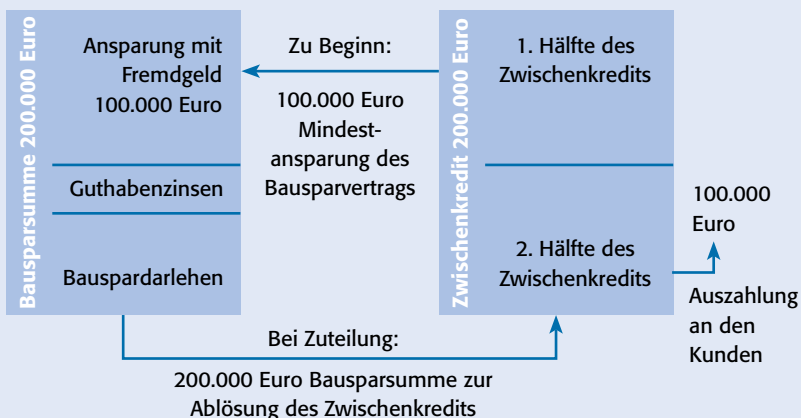 Bausparsumme 200.000 Euro
Ansparung mit
Fremdgeld
100.000 Euro
Guthabenzinsen
Bauspardarlehen
Zu Beginn:
100.000 Euro
Mindest-
ansparung des
Bausparvertrags
Zwischenkredit 200.000 Euro
1. Hälfte des
Zwischenkredits
2. Hälfte des
Zwischenkredits
100.000
Euro
Auszahlung
an den
Kunden
Bei Zuteilung:
200.000 Euro Bausparsumme zur
Ablösung des Zwischenkredits